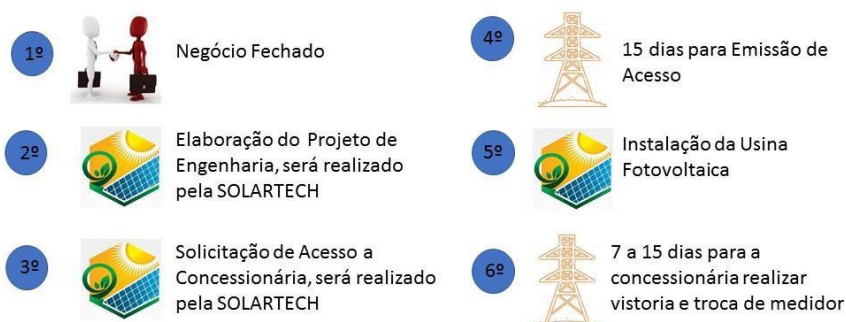 1º
Negócio Fechado
2º
Elaboração do Projeto de
Engenharia, será realizado
pela SOLARTECH
3º
Solicitação de Acesso a
Concessionária, será realizado
pela SOLARTECH
4º
15 dias para Emissão de
Acesso
5º
Instalação da Usina
Fotovoltaica
6º
7 a 15 dias para a
concessionária realizar
vistoria e troca de medidor